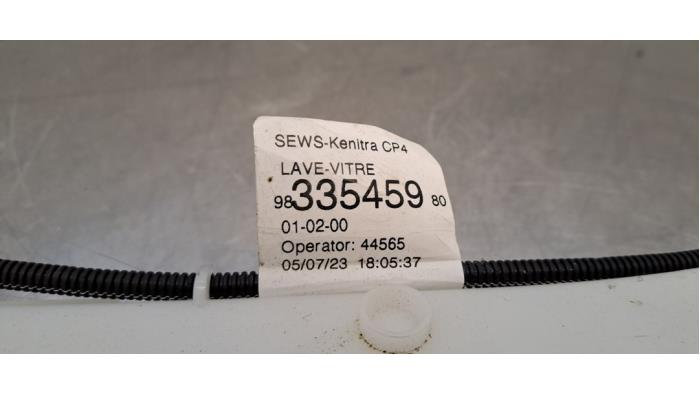 SEWS-Kenitra CP4
LAVE-VITRE
98 335459 80
01-02-00
Operator: 44565
05/07/23 18:05:37